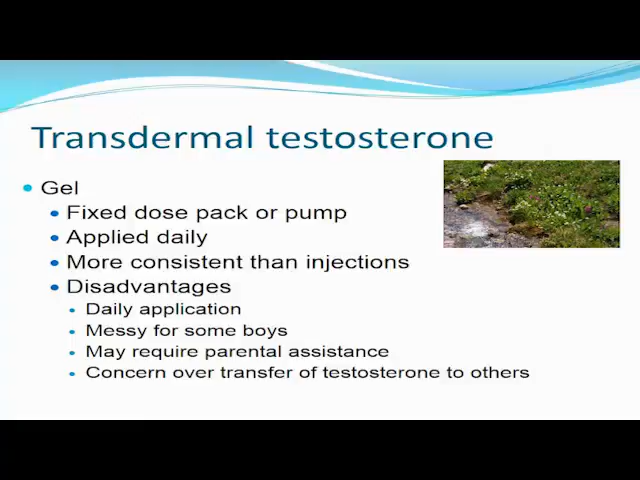 Transdermal testosterone
Gel
Fixed dose pack or pump
Applied daily
More consistent than injections
Disadvantages
Daily application
Messy for some boys
May require parental assistance
Concern over transfer of testosterone to others